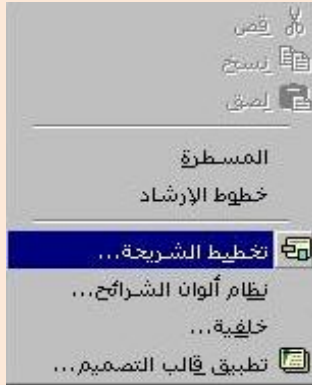 قص
نسخ
لصق
المسطرة
خطوط الإرشاد
تخطيط الشريحة...
نظام ألوان الشرائح...
خلفية...
تطبيق قالب التصميم...